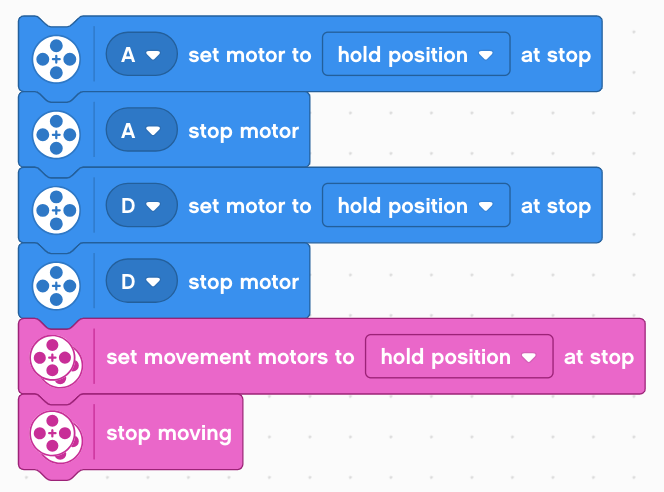 A set motor to hold position at stop
A stop motor
D set motor to hold position at stop
D stop motor
set movement motors to hold position at stop
stop moving